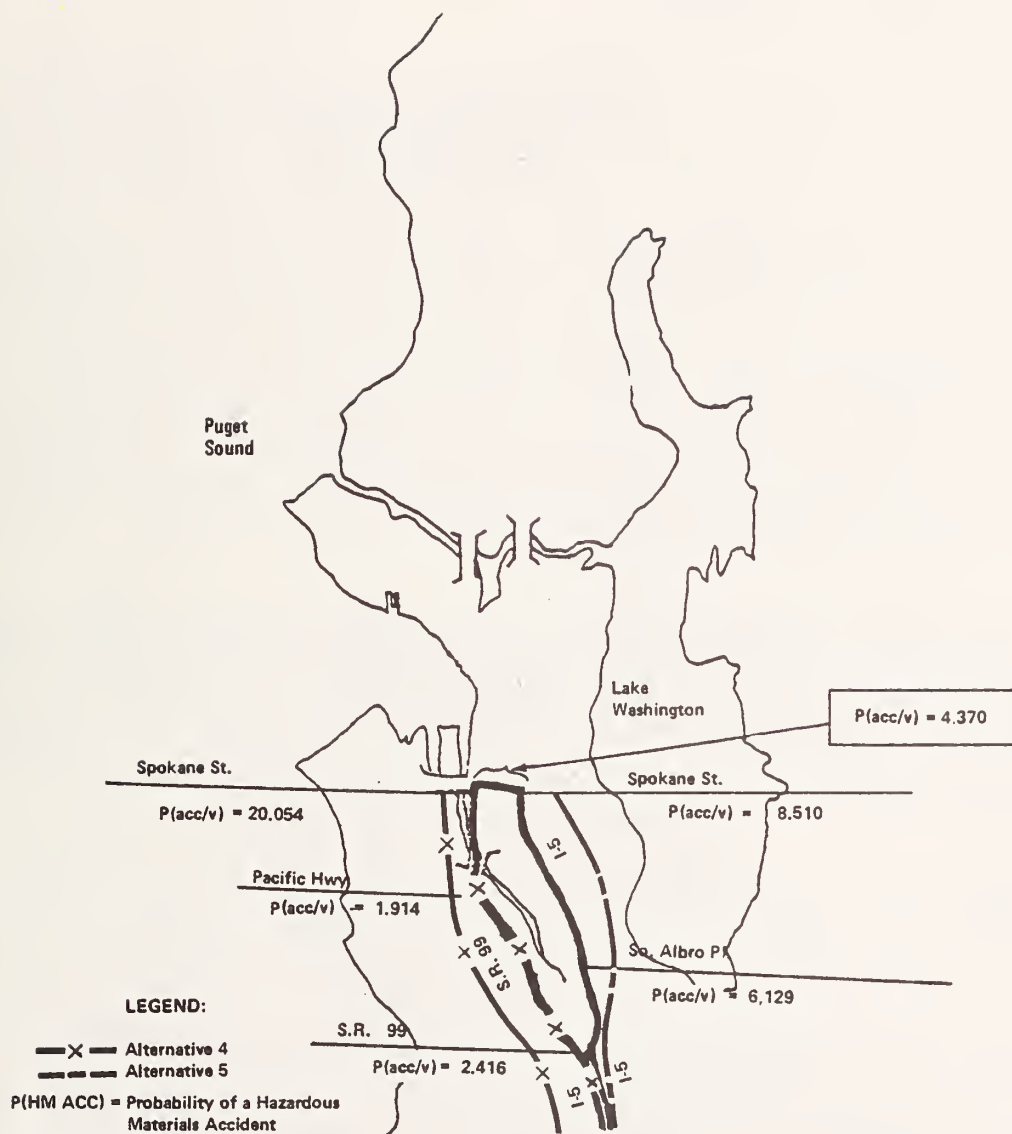 Puget
Sound
Lake
Washington
P(acc/v) = 4.370
Spokane St.
Spokane St.
P(acc/v) = 20.054
P(acc/v) = 8.510
I-5
Pacific Hwy
P(acc/v) = 1.914
S.R. 99
So. Albro Pl
P(acc/v) = 6,129
LEGEND:
S.R. 99
Alternative 4
Alternative 5
P(acc/v) = 2.416
I-5
I-5
P(HM ACC) = Probability of a Hazardous
Materials Accident